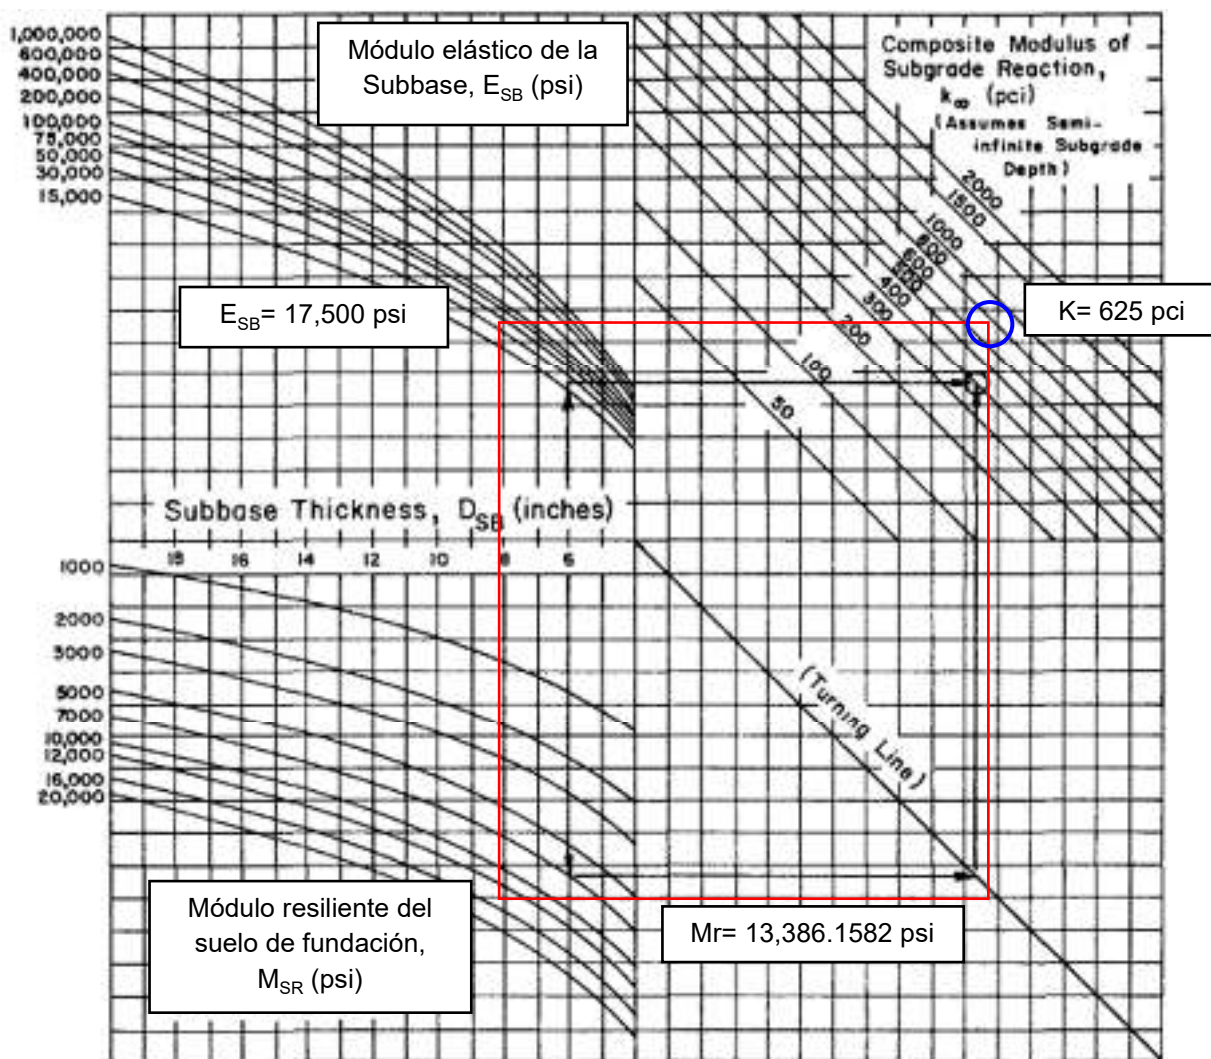 1,000,000
600,000
400,000
200,000
100,000
75,000
50,000
30,000
15,000
Módulo elástico de la
Subbase, E_SB (psi)
Composite Modulus of
Subgrade Reaction,
k∞ (pci)
(Assumes Semi-
infinite Subgrade
Depth)
2000
1500
1000
800
600
500
400
300
200
100
50
E_SB= 17,500 psi
K= 625 pci
Subbase Thickness, D_SB (inches)
18 16 14 12 10 8 6
1000
2000
3000
5000
7000
10,000
12,000
16,000
20,000
(Turning Line)
Módulo resiliente del
suelo de fundación,
M_SR (psi)
Mr= 13,386.1582 psi